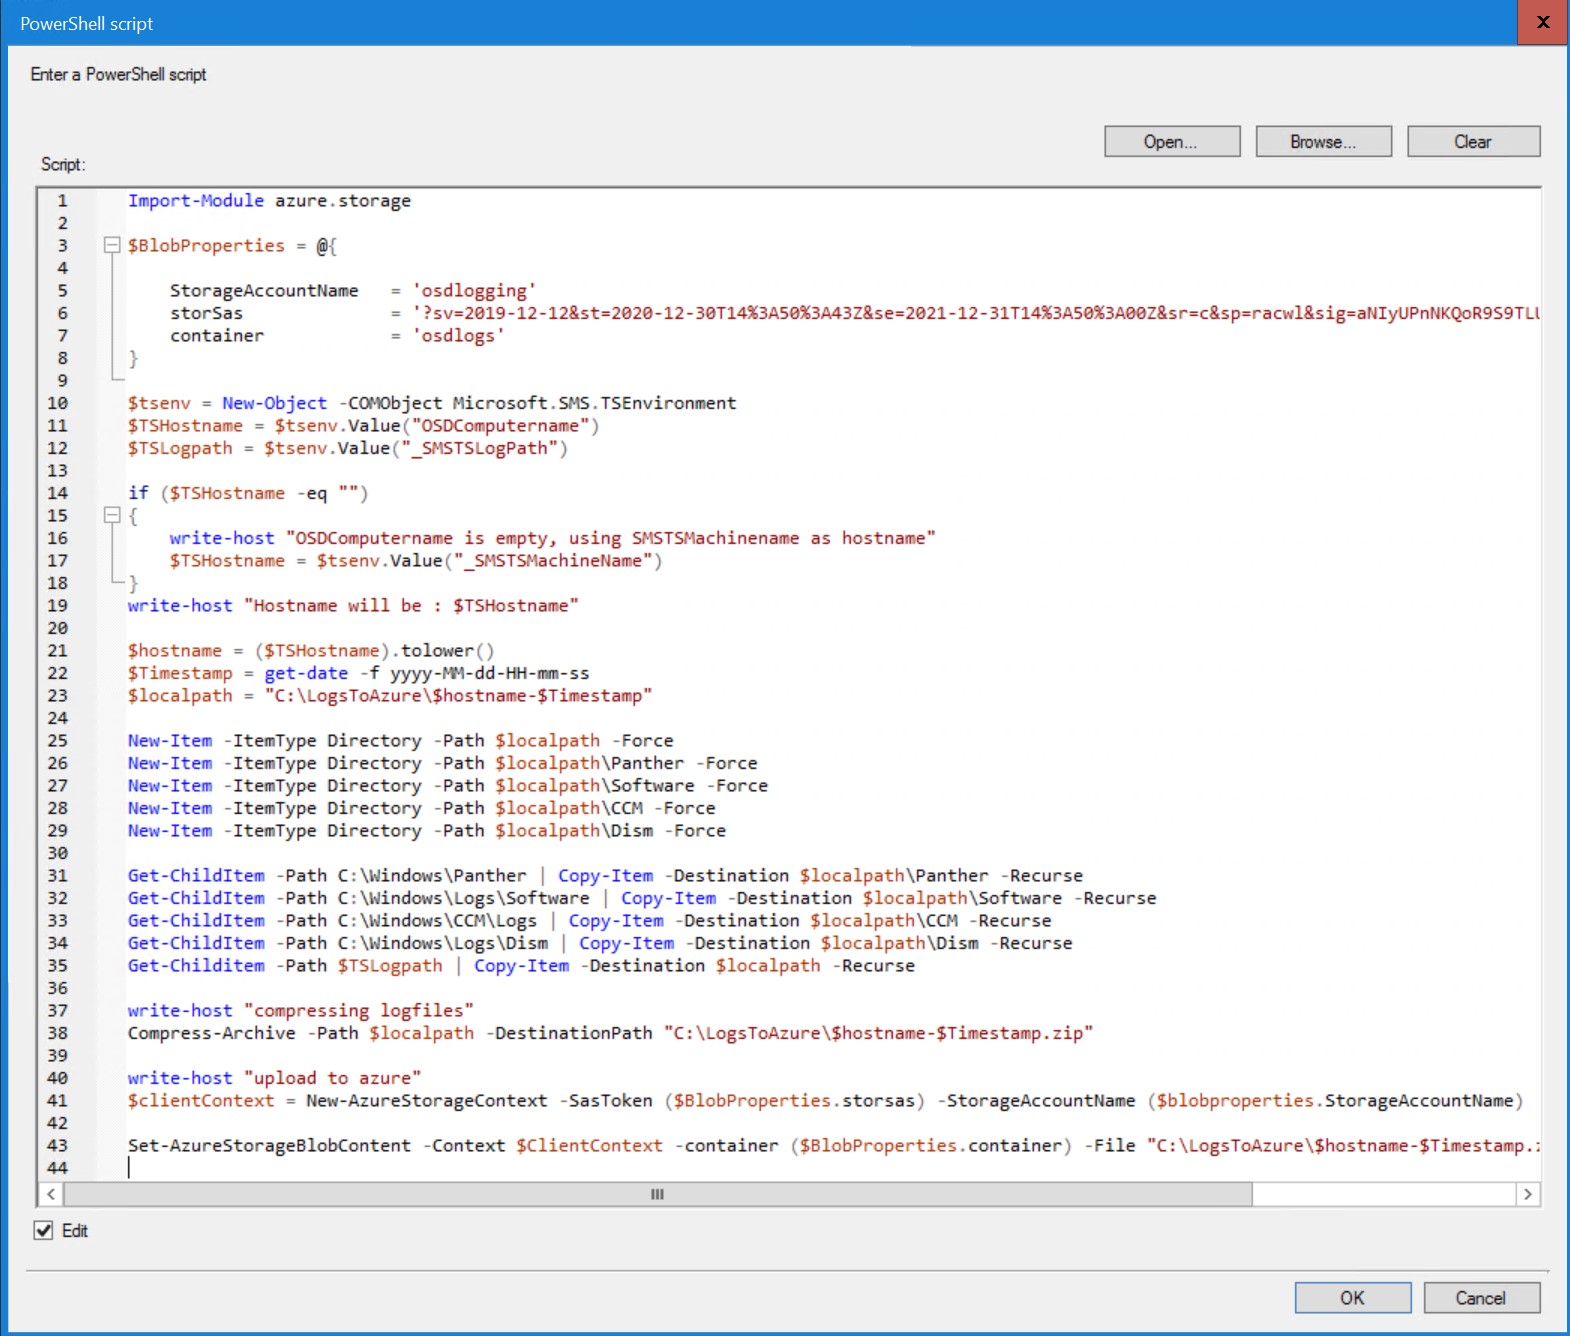 PowerShell script
x
Enter a PowerShell script
Open... Browse... Clear
Script:
1 Import-Module azure.storage
2
3 $BlobProperties = @{
4
5 StorageAccountName = 'osdlogging'
6 storSas = '?sv=2019-12-12&st=2020-12-30T14%3A50%3A43Z&se=2021-12-31T14%3A50%3A00Z&sr=c&sp=racwl&sig=aNIyUPnNKQoR9S9TLU
7 container = 'osdlogs'
8 }
9
10 $tsenv = New-Object -COMObject Microsoft.SMS.TSEnvironment
11 $TSHostname = $tsenv.Value("OSDComputername")
12 $TSLogpath = $tsenv.Value("_SMSTSLogPath")
13
14 if ($TSHostname -eq "")
15 {
16 write-host "OSDComputername is empty, using SMSTSMachinename as hostname"
17 $TSHostname = $tsenv.Value("_SMSTSMachineName")
18 }
19 write-host "Hostname will be : $TSHostname"
20
21 $hostname = ($TSHostname).tolower()
22 $Timestamp = get-date -f yyyy-MM-dd-HH-mm-ss
23 $localpath = "C:\LogsToAzure\$hostname-$Timestamp"
24
25 New-Item -ItemType Directory -Path $localpath -Force
26 New-Item -ItemType Directory -Path $localpath\Panther -Force
27 New-Item -ItemType Directory -Path $localpath\Software -Force
28 New-Item -ItemType Directory -Path $localpath\CCM -Force
29 New-Item -ItemType Directory -Path $localpath\Dism -Force
30
31 Get-ChildItem -Path C:\Windows\Panther | Copy-Item -Destination $localpath\Panther -Recurse
32 Get-ChildItem -Path C:\Windows\Logs\Software | Copy-Item -Destination $localpath\Software -Recurse
33 Get-ChildItem -Path C:\Windows\CCM\Logs | Copy-Item -Destination $localpath\CCM -Recurse
34 Get-ChildItem -Path C:\Windows\Logs\Dism | Copy-Item -Destination $localpath\Dism -Recurse
35 Get-Childitem -Path $TSLogpath | Copy-Item -Destination $localpath -Recurse
36
37 write-host "compressing logfiles"
38 Compress-Archive -Path $localpath -DestinationPath "C:\LogsToAzure\$hostname-$Timestamp.zip"
39
40 write-host "upload to azure"
41 $clientContext = New-AzureStorageContext -SasToken ($BlobProperties.storsas) -StorageAccountName ($blobproperties.StorageAccountName)
42
43 Set-AzureStorageBlobContent -Context $ClientContext -container ($BlobProperties.container) -File "C:\LogsToAzure\$hostname-$Timestamp.z
44
Edit
OK Cancel